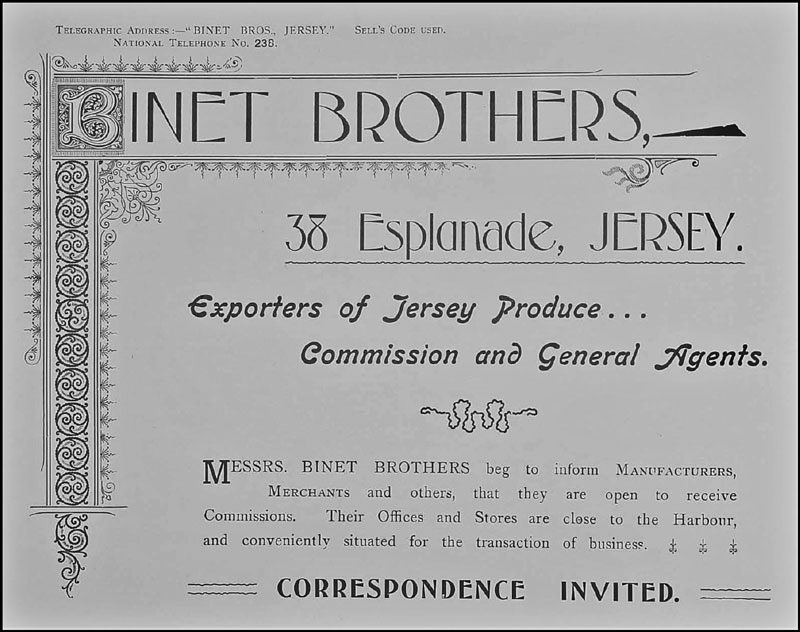 TELEGRAPHIC ADDRESS:—"BINET BROS., JERSEY." SELL'S CODE USED.
NATIONAL TELEPHONE NO. 238.
BINET BROTHERS,
38 Esplanade, JERSEY.
Exporters of Jersey Produce...
Commission and General Agents.
MESSRS. BINET BROTHERS beg to inform MANUFACTURERS,
MERCHANTS and others, that they are open to receive
Commissions. Their Offices and Stores are close to the Harbour,
and conveniently situated for the transaction of business.
CORRESPONDENCE INVITED.